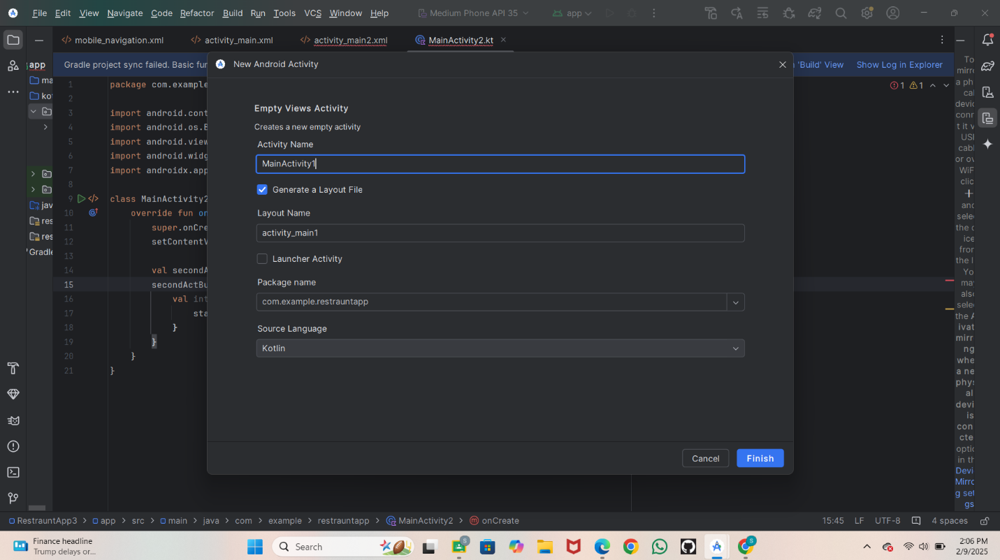 File Edit View Navigate Code Refactor Build Run Tools VCS Window Help
Medium Phone API 35
app
mobile_navigation.xml
activity_main.xml
activity_main2.xml
MainActivity2.kt
app
Gradle project sync failed. Basic fun
'Build' View
Show Log in Explorer
New Android Activity
Empty Views Activity
Creates a new empty activity
Activity Name
MainActivity1
Generate a Layout File
Layout Name
activity_main1
Launcher Activity
Package name
com.example.restrauntapp
Source Language
Kotlin
Cancel
Finish
ma
kot
jav
res
res
Gradle
1 package com.example
2
3 import android.cont
4 import android.os.B
5 import android.view
6 import android.widg
7 import androidx.app
8
9 class MainActivity2
10 override fun on
11 super.onCre
12 setContentV
13
14 val secondA
15 secondActBu
16 val int
17 sta
18 }
19 }
20 }
21 }
1 1
To
mirro
a ph
cal
devic
conn
t it v
USI
cabl
or ov
WiF
clic
and
selec
the d
ice
from
the l
Yo
may
also
selec
the A
ivat
mirr
ng
whe
a ne
phys
al
devi
is
con
cte
optio
in th
Devi
Mirro
g set
gs
RestrauntApp3 > app > src > main > java > com > example > restrauntapp > MainActivity2 > onCreate
15:45 LF UTF-8 4 spaces
Finance headline
Trump delays or...
Search
S
S
2:06 PM
2/9/2025